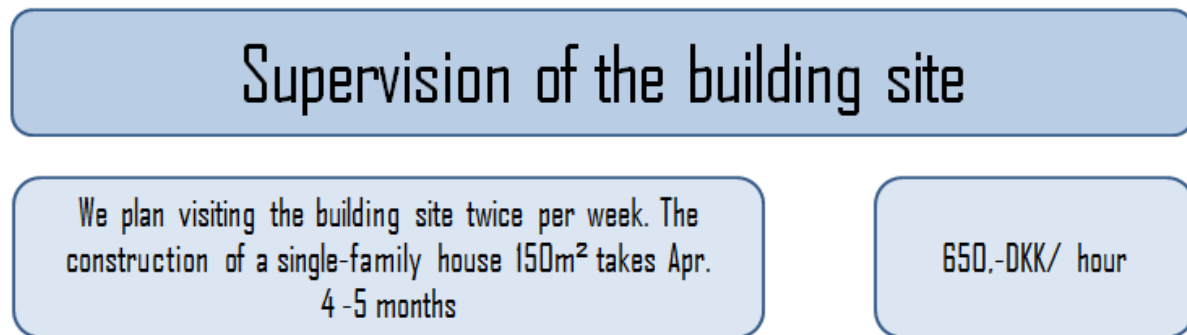 Supervision of the building site
We plan visiting the building site twice per week. The
construction of a single-family house 150m² takes Apr.
4 -5 months
650,-DKK/ hour